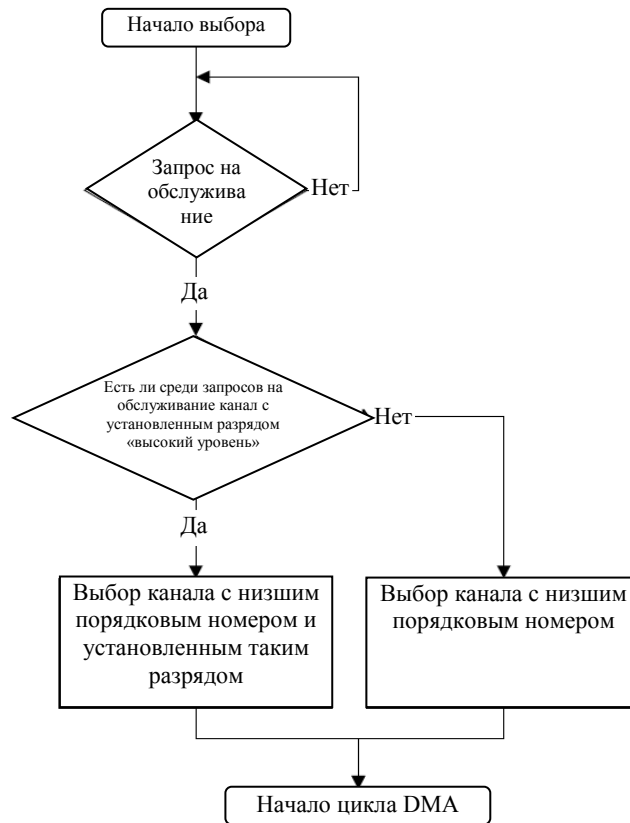 Начало выбора
Запрос на
обслужива
ние
Нет
Да
Есть ли среди запросов на
обслуживание канал с
установленным разрядом
«высокий уровень»
Нет
Да
Выбор канала с низшим
порядковым номером и
установленным таким
разрядом
Выбор канала с низшим
порядковым номером
Начало цикла DMA